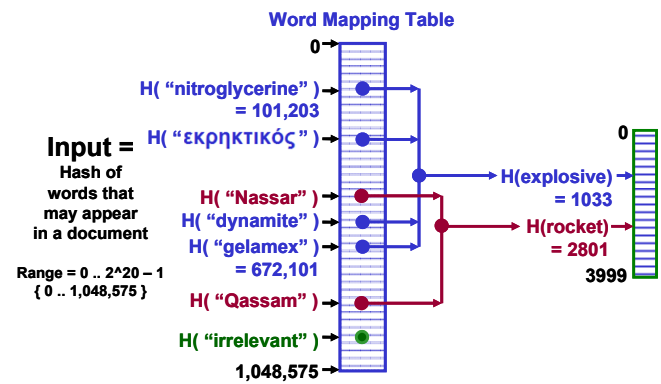 Word Mapping Table
0
H( “nitroglycerine” )
= 101,203
H( “εκρηκτικός” )
Input =
Hash of
words that
may appear
in a document
Range = 0 .. 2^20 – 1
{ 0 .. 1,048,575 }
H( “Nassar” )
H( “dynamite” )
H( “gelamex” )
= 672,101
H( “Qassam” )
H( “irrelevant” )
1,048,575
0
H(explosive)
= 1033
H(rocket)
= 2801
3999